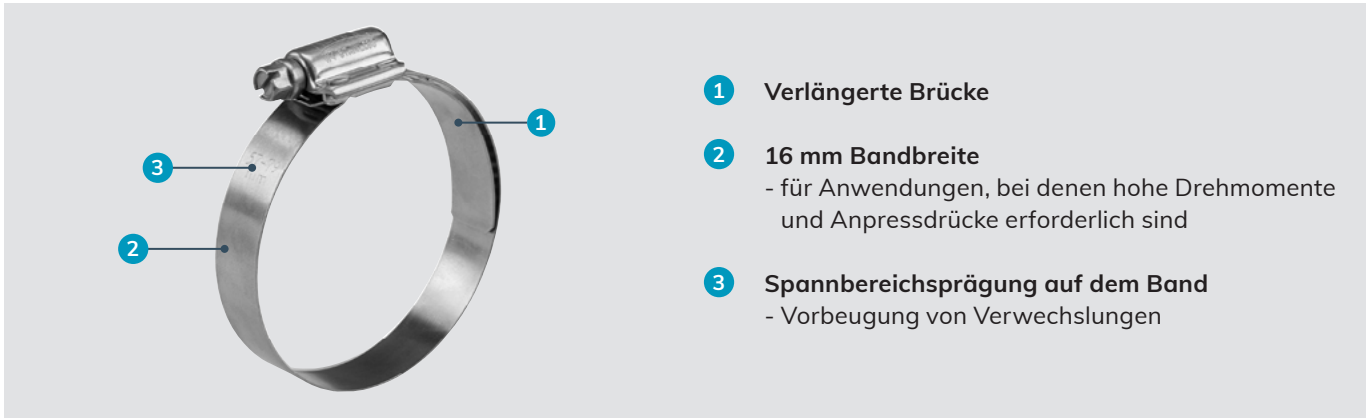 1
3
2
1 Verlängerte Brücke
2 16 mm Bandbreite
- für Anwendungen, bei denen hohe Drehmomente
und Anpressdrücke erforderlich sind
3 Spannbereichsprägung auf dem Band
- Vorbeugung von Verwechslungen